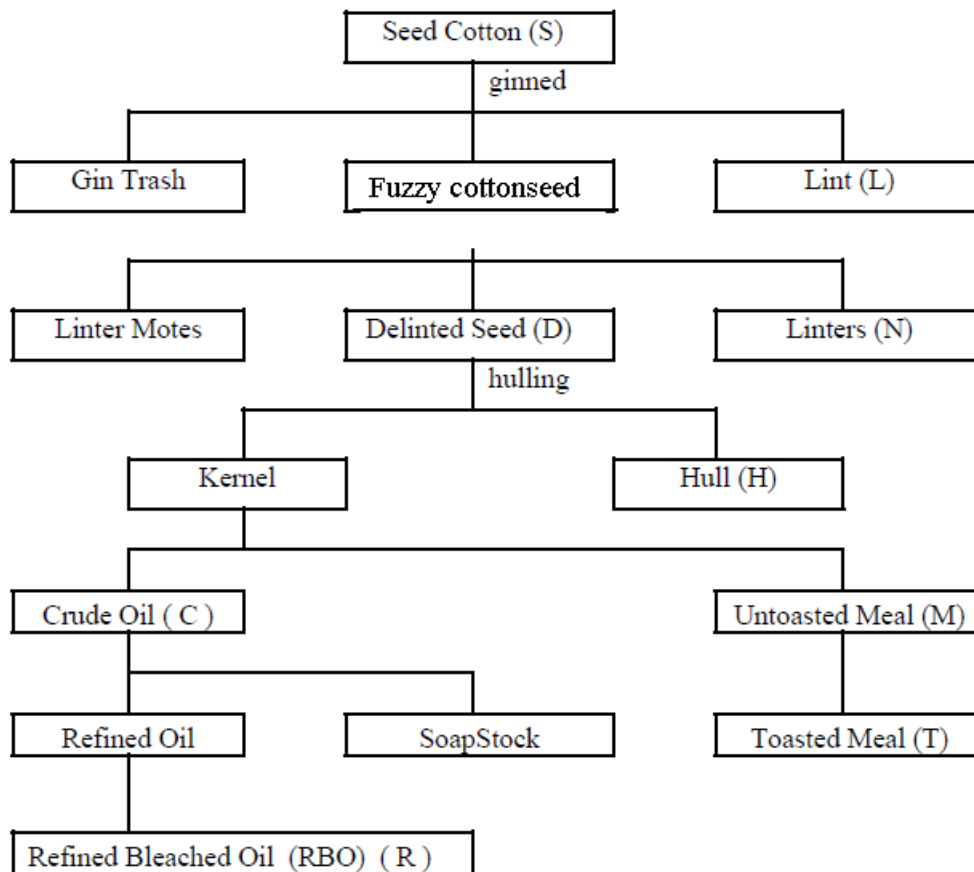 Seed Cotton (S)
ginned
Gin Trash
Fuzzy cottonseed
Lint (L)
Linter Motes
Delinted Seed (D)
Linters (N)
hulling
Kernel
Hull (H)
Crude Oil ( C )
Untoasted Meal (M)
Refined Oil
SoapStock
Toasted Meal (T)
Refined Bleached Oil (RBO) ( R )